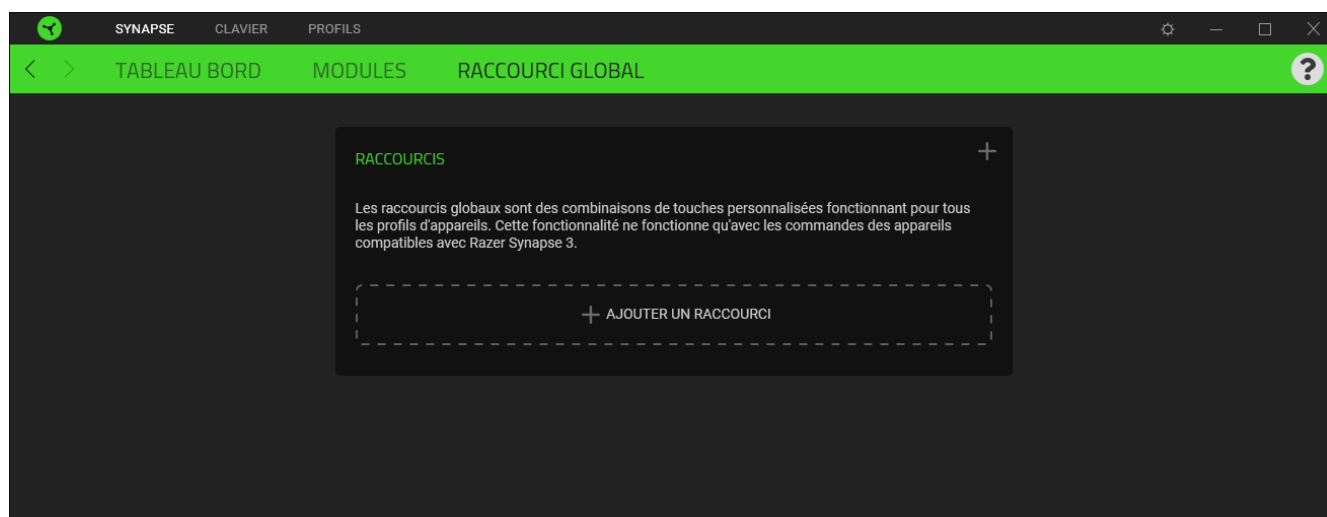 SYNAPSE CLAVIER PROFILS
TABLEAU BORD MODULES RACCOURCI GLOBAL ?
RACCOURCIS
Les raccourcis globaux sont des combinaisons de touches personnalisées fonctionnant pour tous
les profils d'appareils. Cette fonctionnalité ne fonctionne qu'avec les commandes des appareils
compatibles avec Razer Synapse 3.
AJOUTER UN RACCOURCI